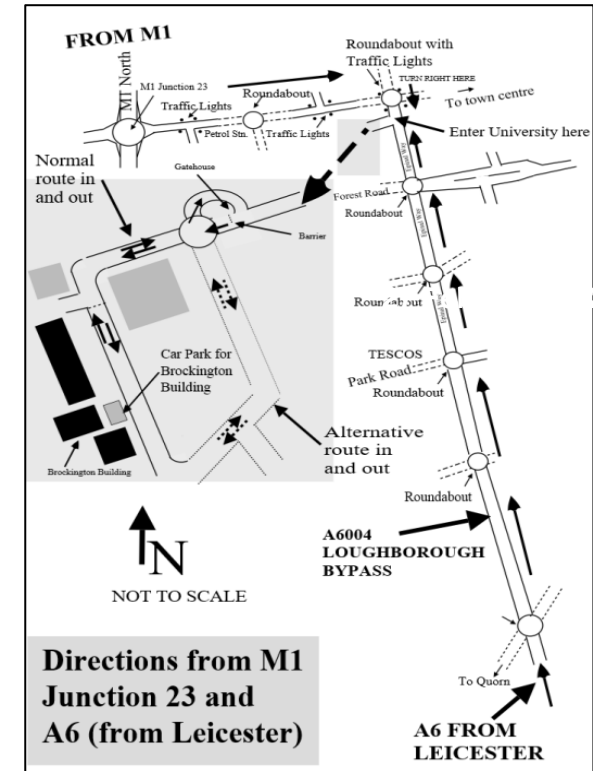 FROM M1
M1 North
M1 Junction 23
Traffic Lights
Roundabout
Petrol Stn.
Traffic Lights
Roundabout with
Traffic Lights
TURN RIGHT HERE
To town centre
Enter University here
Normal
route in
and out
Gatehouse
Barrier
Forest Road
Roundabout
Roundabout
TESCOS
Park Road
Roundabout
Car Park for
Brockington
Building
Brockington Building
Alternative
route in
and out
Roundabout
A6004
LOUGHBOROUGH
BYPASS
N
NOT TO SCALE
Directions from M1
Junction 23 and
A6 (from Leicester)
To Quorn
A6 FROM
LEICESTER